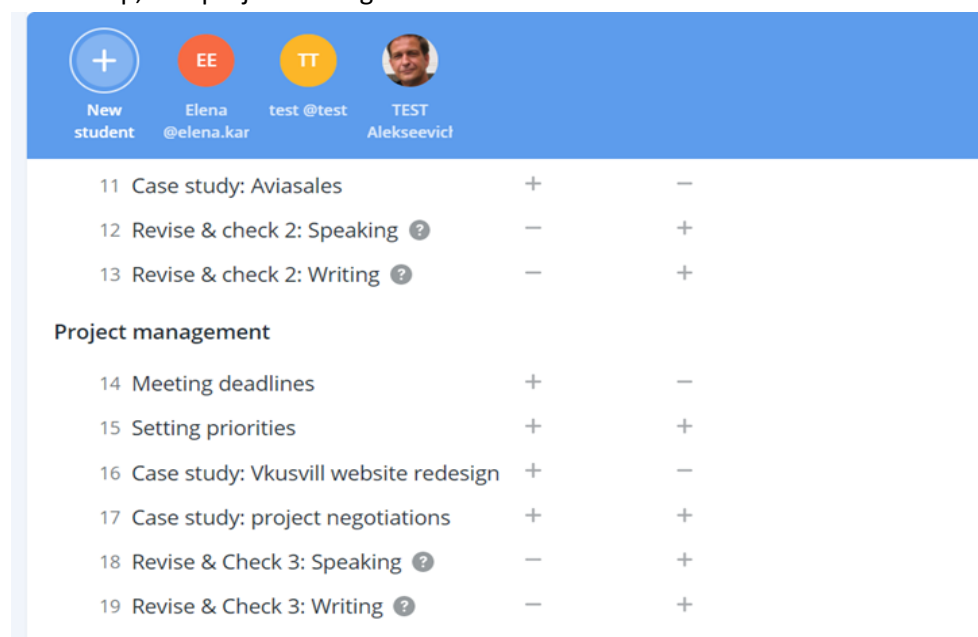 + EE TT
New student
Elena @elena.kar
test @test
TEST Alekseevich
11 Case study: Aviasales + —
12 Revise & check 2: Speaking ? — +
13 Revise & check 2: Writing ? — +
Project management
14 Meeting deadlines + —
15 Setting priorities + +
16 Case study: Vkusvill website redesign + —
17 Case study: project negotiations + +
18 Revise & Check 3: Speaking ? — +
19 Revise & Check 3: Writing ? — +